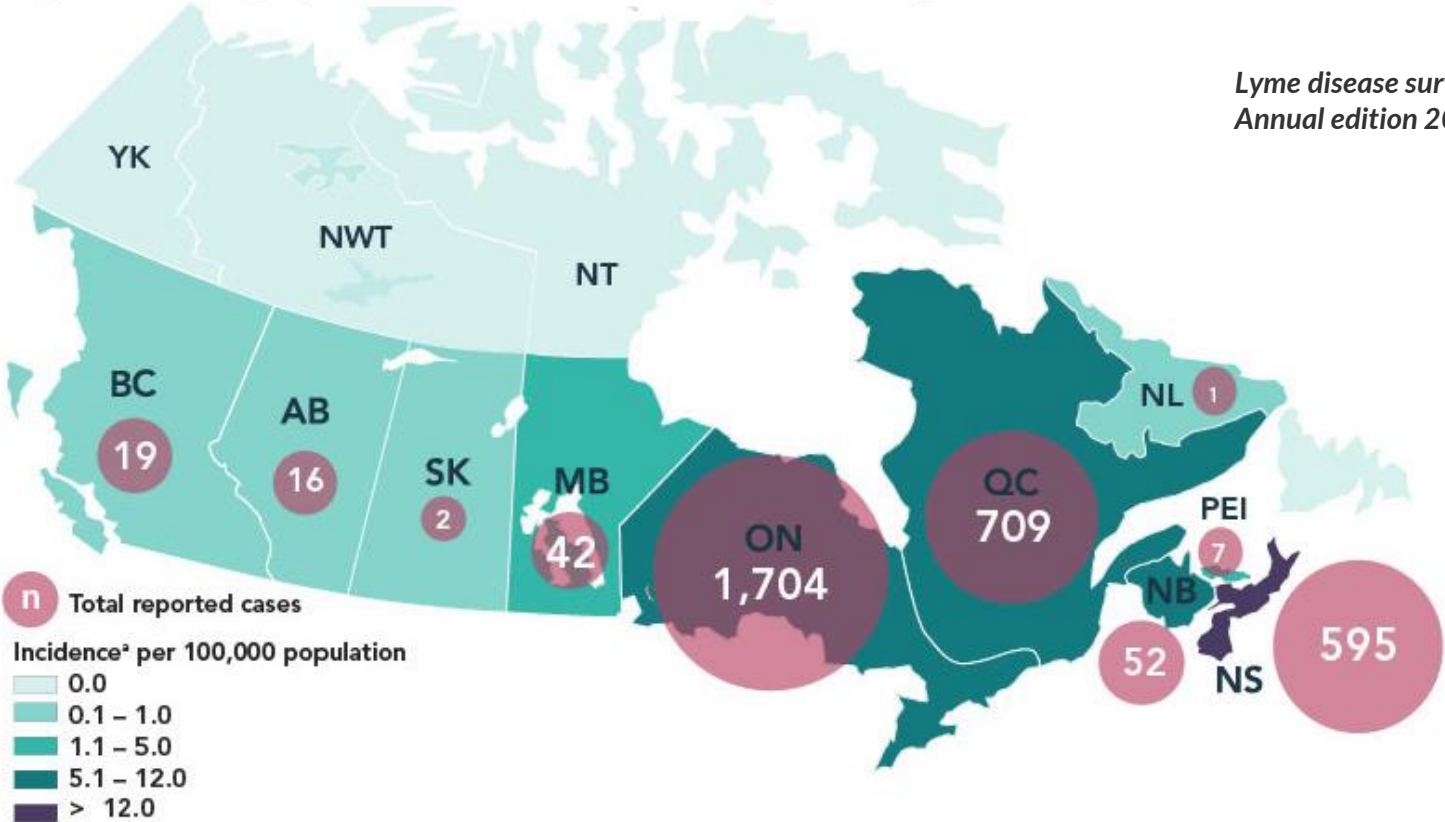 Lyme disease sur
Annual edition 20
YK
NWT
NT
BC
19
AB
16
SK
2
MB
42
ON
1,704
QC
709
NL
1
PEI
7
NB
52
NS
595
n Total reported cases
Incidenceᵃ per 100,000 population
0.0
0.1 – 1.0
1.1 – 5.0
5.1 – 12.0
> 12.0